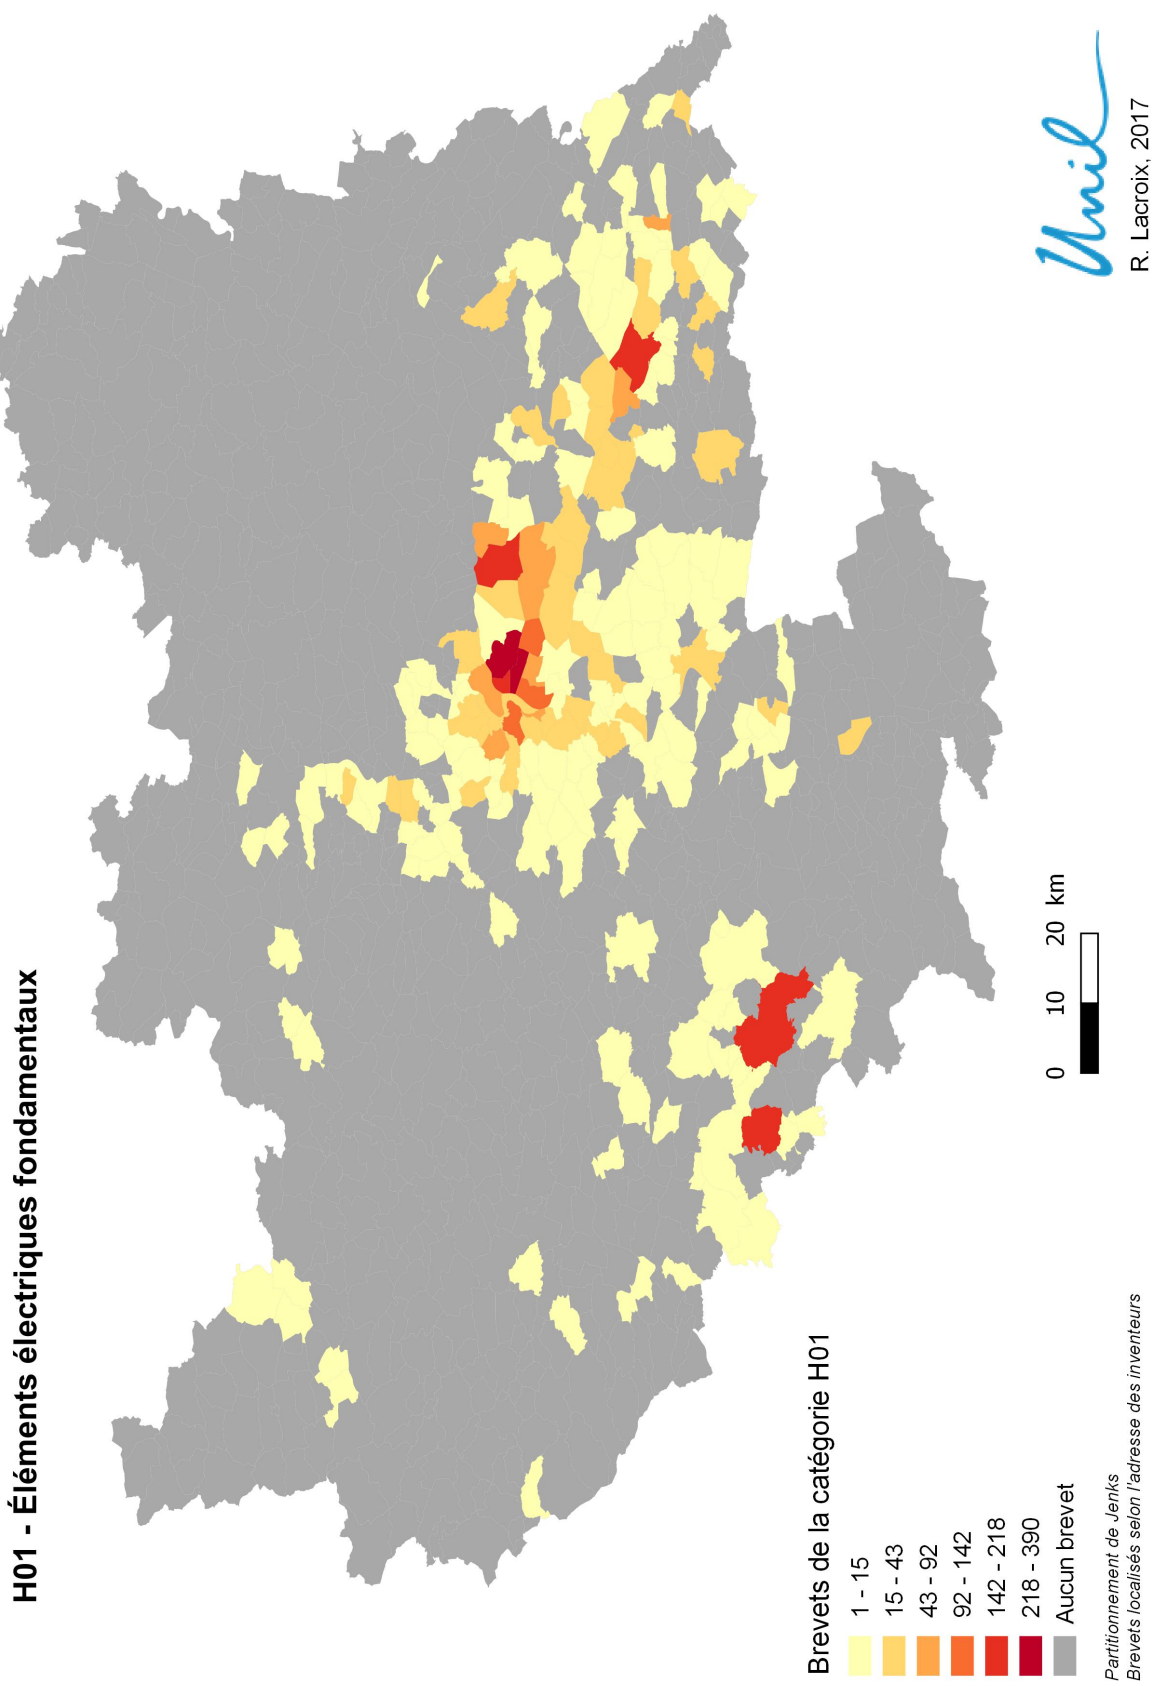 H01 - Éléments électriques fondamentaux
Brevets de la catégorie H01
1 - 15
15 - 43
43 - 92
92 - 142
142 - 218
218 - 390
Aucun brevet
Partitionnement de Jenks
Brevets localisés selon l'adresse des inventeurs
0 10 20 km
Unil
R. Lacroix, 2017